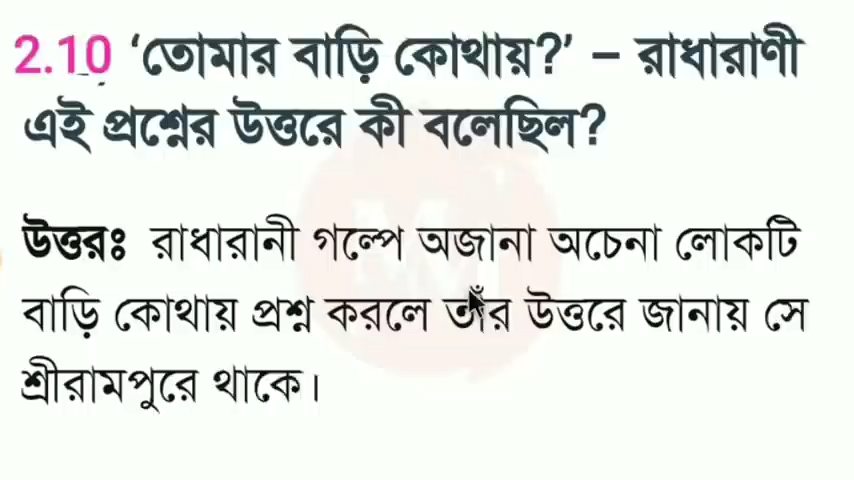 2.10 ‘তোমার বাড়ি কোথায়?’ – রাধারাণী
এই প্রশ্নের উত্তরে কী বলেছিল?
উত্তরঃ রাধারানী গল্পে অজানা অচেনা লোকটি
বাড়ি কোথায় প্রশ্ন করলে তাঁর উত্তরে জানায় সে
শ্রীরামপুরে থাকে।